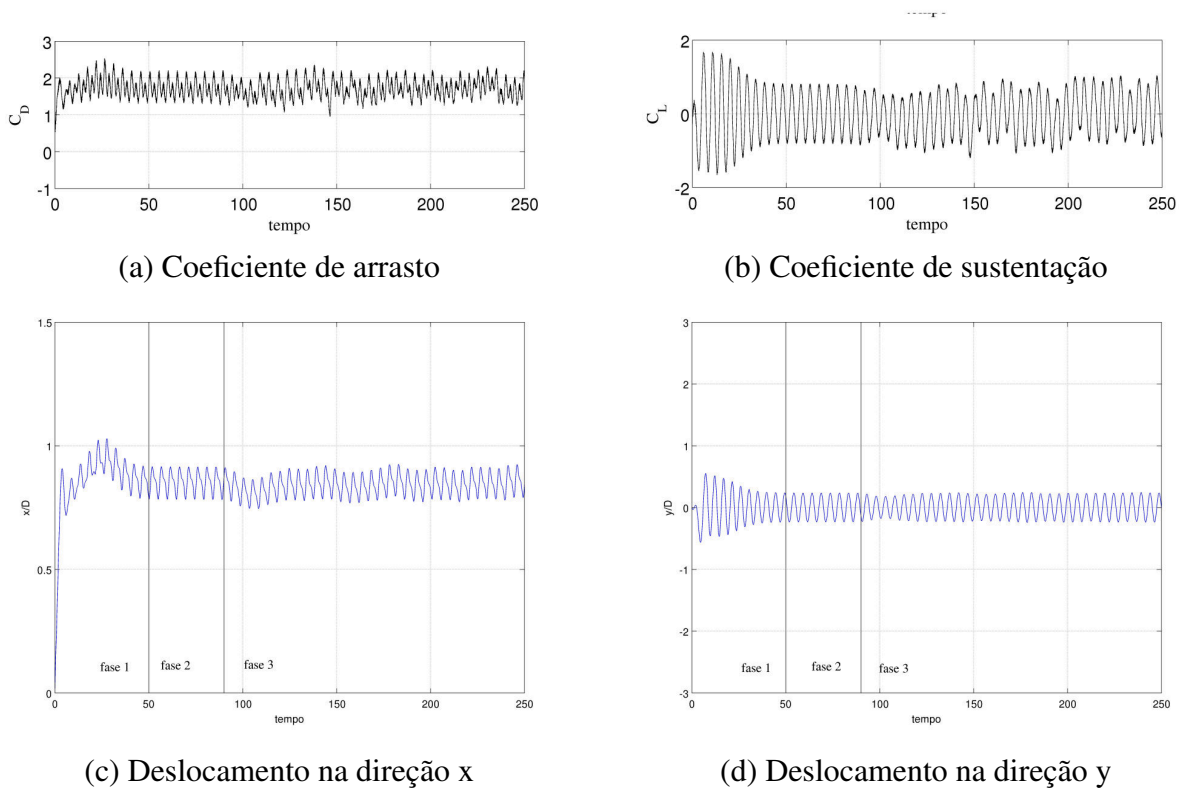 3
2
1
0
-1
C_D
0 50 100 150 200 250
tempo
(a) Coeficiente de arrasto
2
0
-2
C_L
0 50 100 150 200 250
tempo
(b) Coeficiente de sustentação
1.5
1
0.5
0
x/D
fase 1 fase 2 fase 3
0 50 100 150 200 250
tempo
(c) Deslocamento na direção x
3
2
1
0
-1
-2
-3
y/D
fase 1 fase 2 fase 3
0 50 100 150 200 250
tempo
(d) Deslocamento na direção y